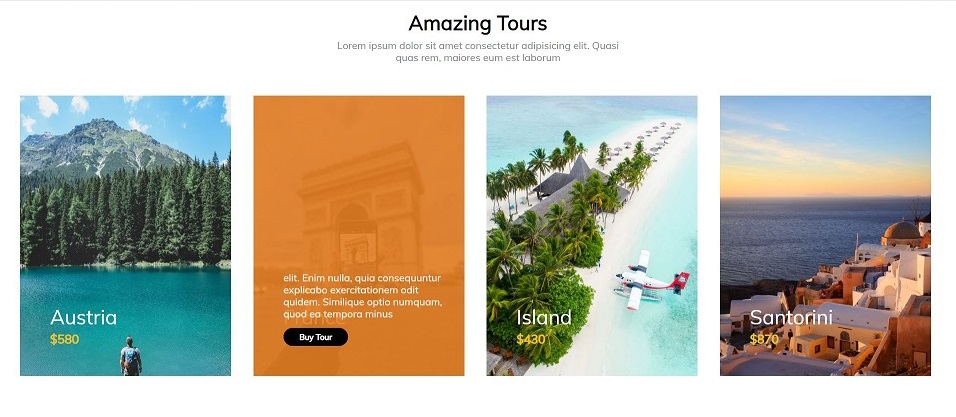 Amazing Tours
Lorem ipsum dolor sit amet consectetur adipisicing elit. Quasi
quas rem, maiores eum est laborum
Austria
$580
elit. Enim nulla, quia consequuntur
explicabo exercitationem odit
quidem. Similique optio numquam,
quod ea tempora minus
France
Buy Tour
Island
$430
Santorini
$870